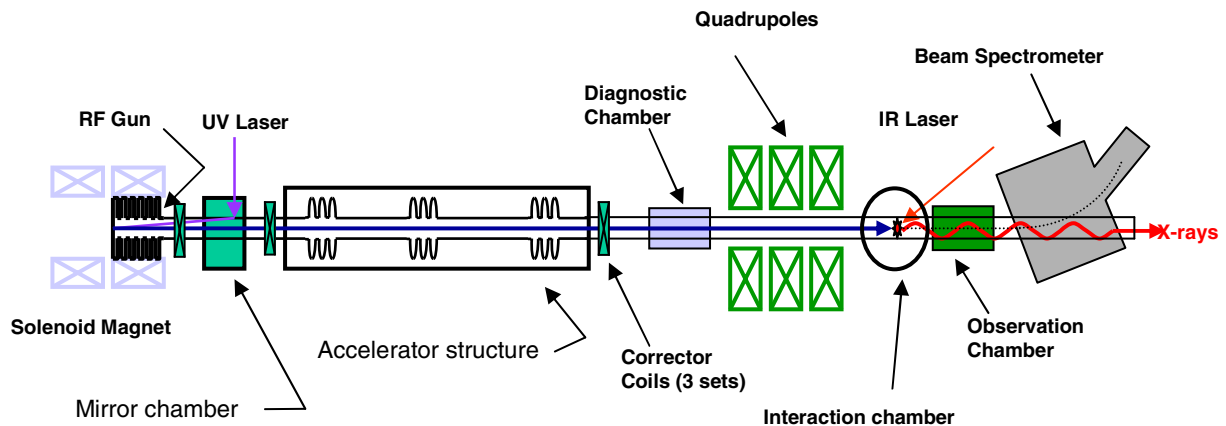 Quadrupoles
Beam Spectrometer
Diagnostic
Chamber
RF Gun
UV Laser
IR Laser
X-rays
Solenoid Magnet
Accelerator structure
Corrector
Coils (3 sets)
Observation
Chamber
Mirror chamber
Interaction chamber